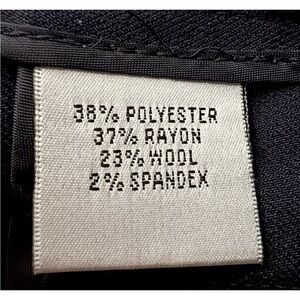 38% POLYESTER
37% RAYON
23% WOOL
2% SPANDEX